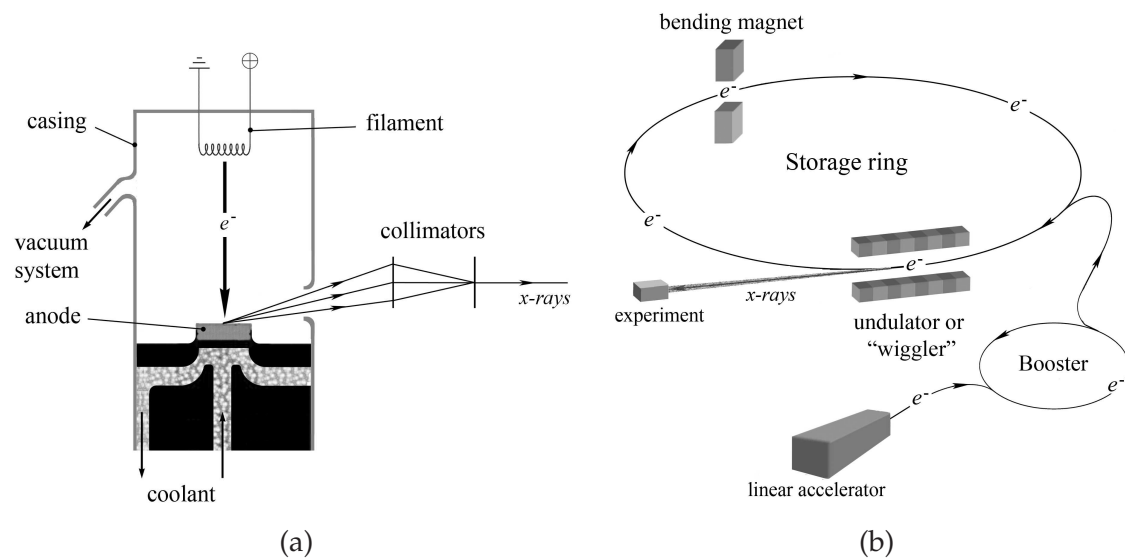 casing
filament
e-
vacuum
system
collimators
x-rays
anode
coolant
(a)
bending magnet
e-
e-
Storage ring
e-
e-
x-rays
experiment
undulator or
“wiggler”
Booster
e-
e-
linear accelerator
(b)